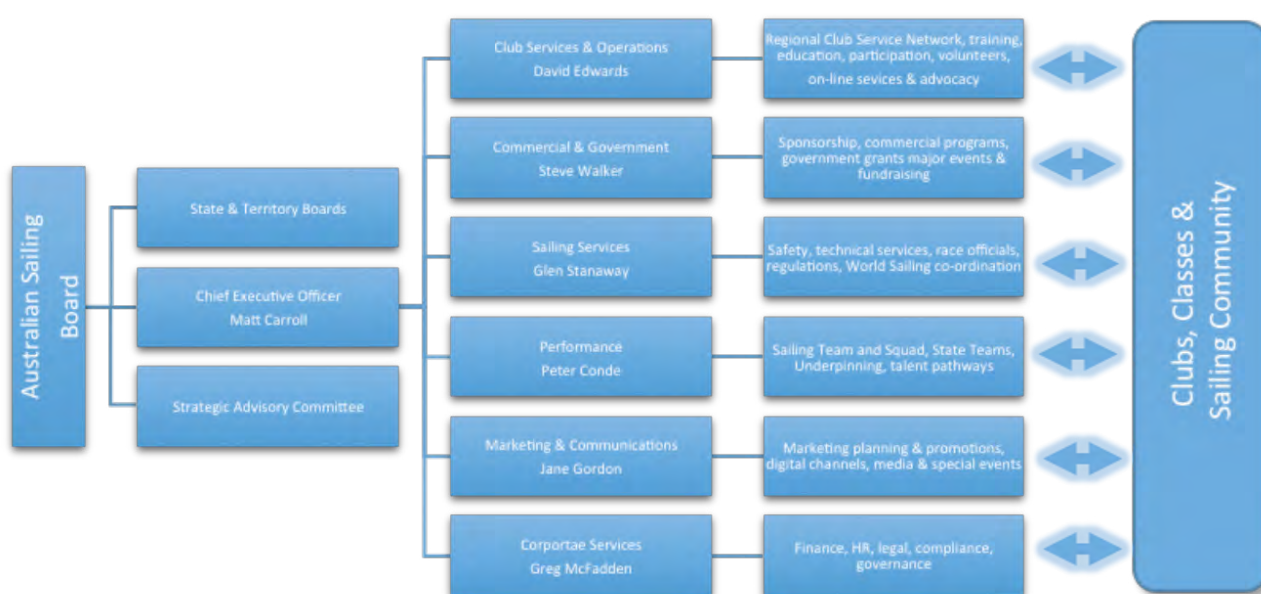 Australian Sailing
Board
State & Territory Boards
Chief Executive Officer
Matt Carroll
Strategic Advisory Committee
Club Services & Operations
David Edwards
Regional Club Service Network, training,
education, participation, volunteers,
on-line sevices & advocacy
Commercial & Government
Steve Walker
Sponsorship, commercial programs,
government grants major events &
fundraising
Sailing Services
Glen Stanaway
Safety, technical services, race officials,
regulations, World Sailing co-ordination
Performance
Peter Conde
Sailing Team and Squad, State Teams,
Underpinning, talent pathways
Marketing & Communications
Jane Gordon
Marketing planning & promotions,
digital channels, media & special events
Corportae Services
Greg McFadden
Finance, HR, legal, compliance,
governance
Clubs, Classes &
Sailing Community